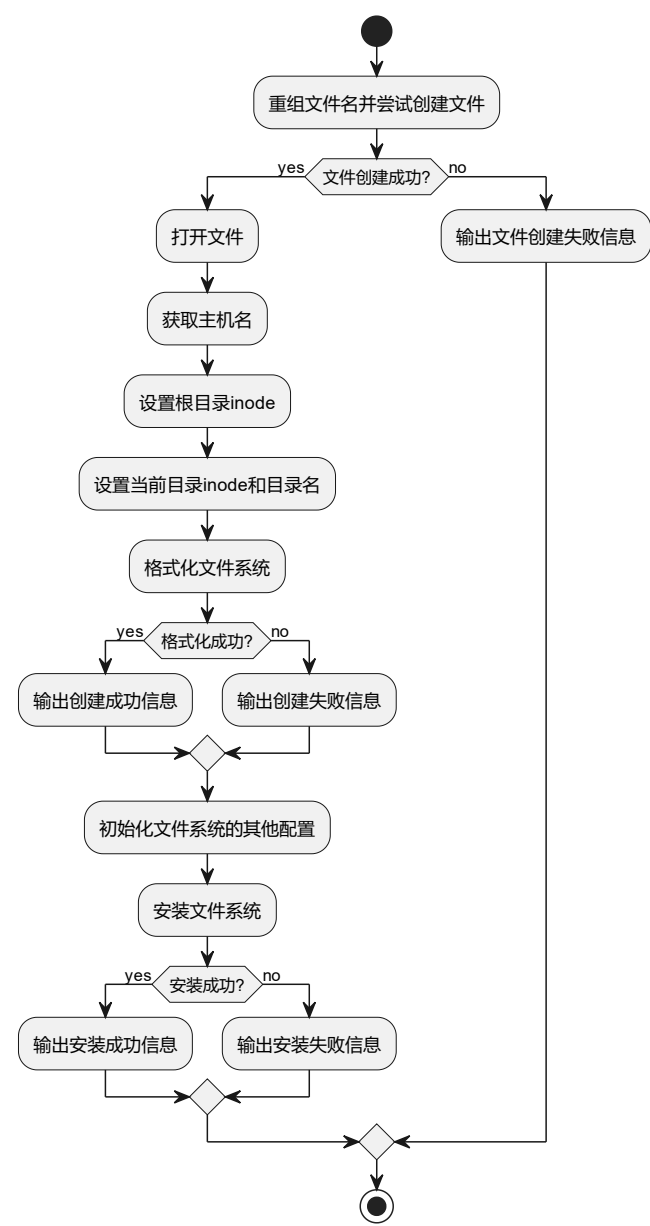 重组文件名并尝试创建文件
yes
文件创建成功?
no
打开文件
输出文件创建失败信息
获取主机名
设置根目录inode
设置当前目录inode和目录名
格式化文件系统
yes
格式化成功?
no
输出创建成功信息
输出创建失败信息
初始化文件系统的其他配置
安装文件系统
yes
安装成功?
no
输出安装成功信息
输出安装失败信息